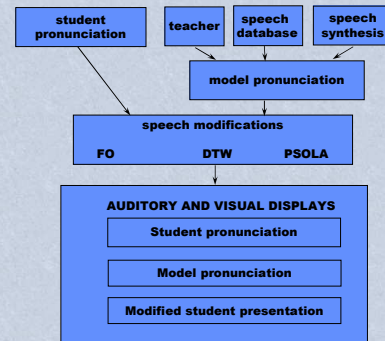 student
pronunciation
teacher
speech
database
speech
synthesis
model pronunciation
speech modifications
FO DTW PSOLA
AUDITORY AND VISUAL DISPLAYS
Student pronunciation
Model pronunciation
Modified student presentation